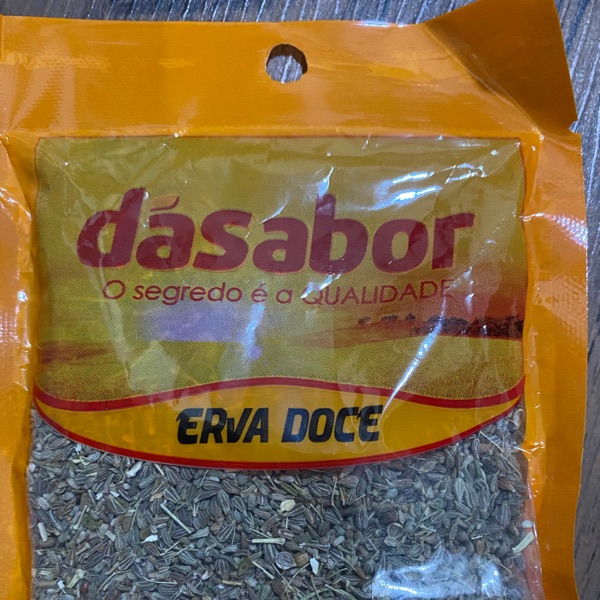 dásabor
O segredo é a QUALIDADE
ERVA DOCE